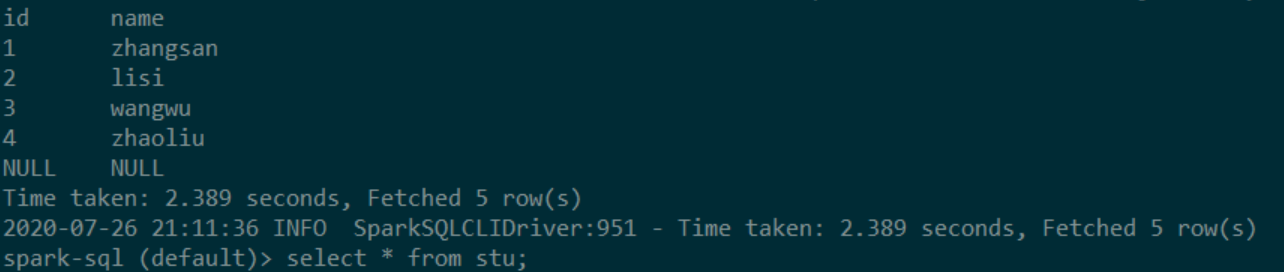 id name
1 zhangsan
2 lisi
3 wangwu
4 zhaoliu
NULL NULL
Time taken: 2.389 seconds, Fetched 5 row(s)
2020-07-26 21:11:36 INFO  SparkSQLCLIDriver:951 - Time taken: 2.389 seconds, Fetched 5 row(s)
spark-sql (default)> select * from stu;